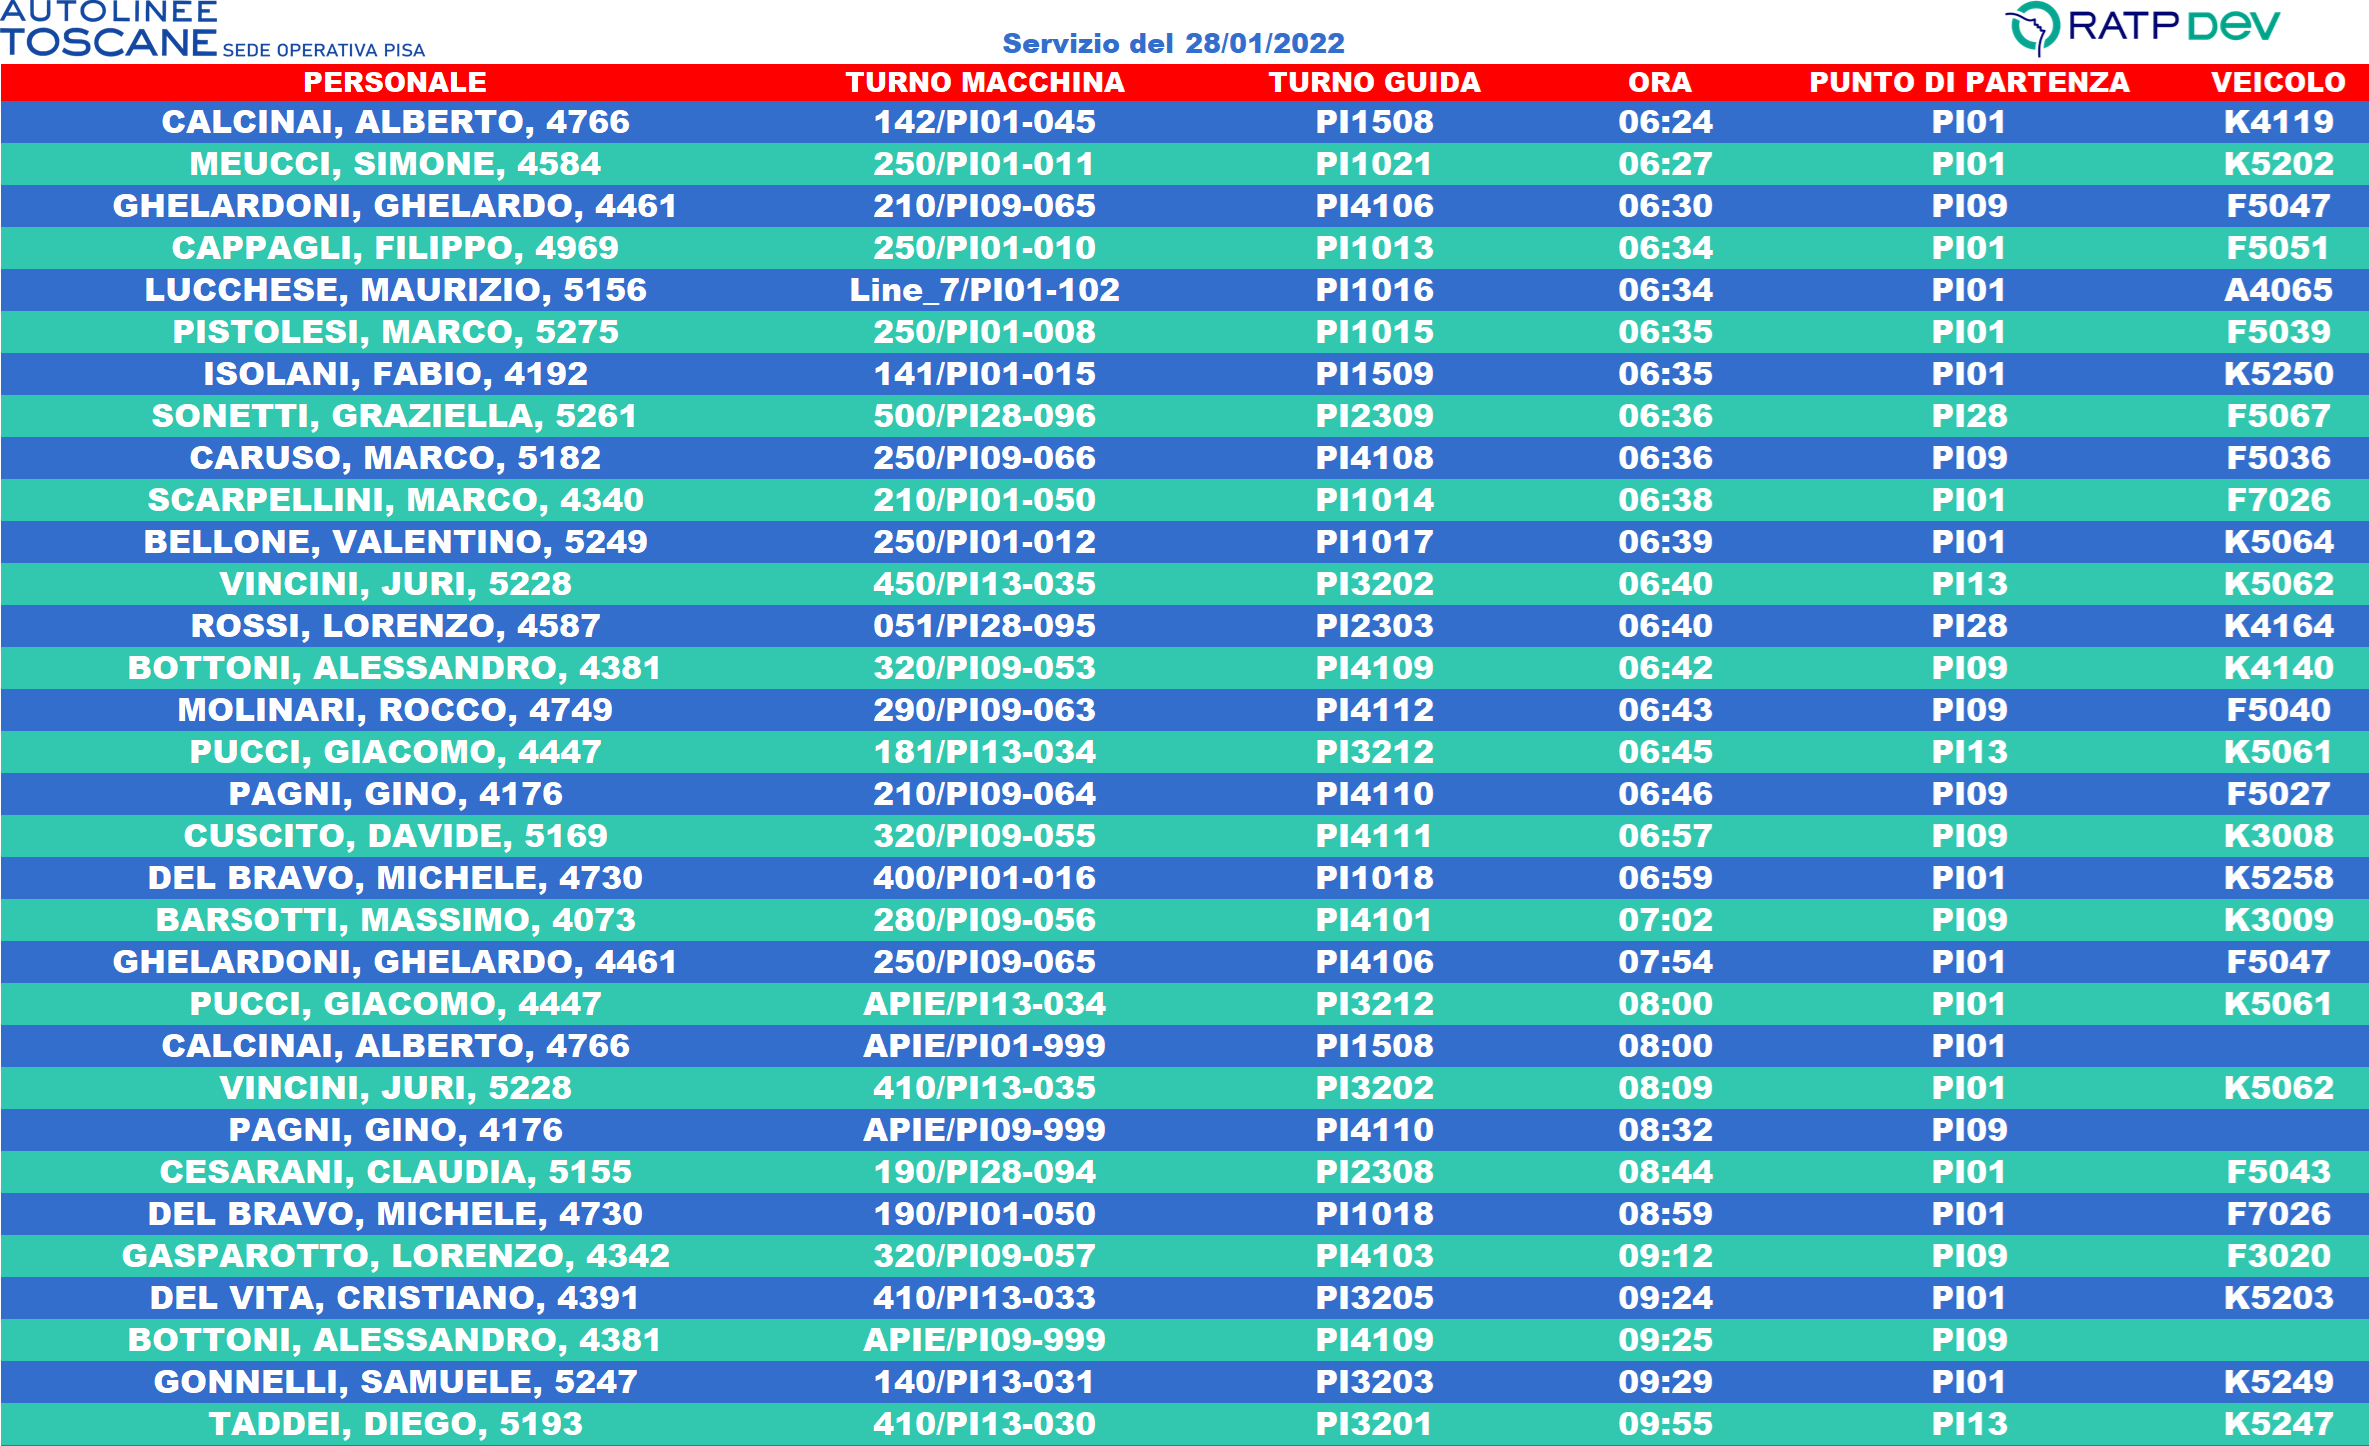 AUTOLINEE
TOSCANE SEDE OPERATIVA PISA
Servizio del 28/01/2022
RATP DEV
PERSONALE TURNO MACCHINA TURNO GUIDA ORA PUNTO DI PARTENZA VEICOLO
CALCINAI, ALBERTO, 4766 142/PI01-045 PI1508 06:24 PI01 K4119
MEUCCI, SIMONE, 4584 250/PI01-011 PI1021 06:27 PI01 K5202
GHELARDONI, GHELARDO, 4461 210/PI09-065 PI4106 06:30 PI09 F5047
CAPPAGLI, FILIPPO, 4969 250/PI01-010 PI1013 06:34 PI01 F5051
LUCCHESE, MAURIZIO, 5156 Line_7/PI01-102 PI1016 06:34 PI01 A4065
PISTOLESI, MARCO, 5275 250/PI01-008 PI1015 06:35 PI01 F5039
ISOLANI, FABIO, 4192 141/PI01-015 PI1509 06:35 PI01 K5250
SONETTI, GRAZIELLA, 5261 500/PI28-096 PI2309 06:36 PI28 F5067
CARUSO, MARCO, 5182 250/PI09-066 PI4108 06:36 PI09 F5036
SCARPELLINI, MARCO, 4340 210/PI01-050 PI1014 06:38 PI01 F7026
BELLONE, VALENTINO, 5249 250/PI01-012 PI1017 06:39 PI01 K5064
VINCINI, JURI, 5228 450/PI13-035 PI3202 06:40 PI13 K5062
ROSSI, LORENZO, 4587 051/PI28-095 PI2303 06:40 PI28 K4164
BOTTONI, ALESSANDRO, 4381 320/PI09-053 PI4109 06:42 PI09 K4140
MOLINARI, ROCCO, 4749 290/PI09-063 PI4112 06:43 PI09 F5040
PUCCI, GIACOMO, 4447 181/PI13-034 PI3212 06:45 PI13 K5061
PAGNI, GINO, 4176 210/PI09-064 PI4110 06:46 PI09 F5027
CUSCITO, DAVIDE, 5169 320/PI09-055 PI4111 06:57 PI09 K3008
DEL BRAVO, MICHELE, 4730 400/PI01-016 PI1018 06:59 PI01 K5258
BARSOTTI, MASSIMO, 4073 280/PI09-056 PI4101 07:02 PI09 K3009
GHELARDONI, GHELARDO, 4461 250/PI09-065 PI4106 07:54 PI01 F5047
PUCCI, GIACOMO, 4447 APIE/PI13-034 PI3212 08:00 PI01 K5061
CALCINAI, ALBERTO, 4766 APIE/PI01-999 PI1508 08:00 PI01
VINCINI, JURI, 5228 410/PI13-035 PI3202 08:09 PI01 K5062
PAGNI, GINO, 4176 APIE/PI09-999 PI4110 08:32 PI09
CESARANI, CLAUDIA, 5155 190/PI28-094 PI2308 08:44 PI01 F5043
DEL BRAVO, MICHELE, 4730 190/PI01-050 PI1018 08:59 PI01 F7026
GASPAROTTO, LORENZO, 4342 320/PI09-057 PI4103 09:12 PI09 F3020
DEL VITA, CRISTIANO, 4391 410/PI13-033 PI3205 09:24 PI01 K5203
BOTTONI, ALESSANDRO, 4381 APIE/PI09-999 PI4109 09:25 PI09
GONNELLI, SAMUELE, 5247 140/PI13-031 PI3203 09:29 PI01 K5249
TADDEI, DIEGO, 5193 410/PI13-030 PI3201 09:55 PI13 K5247